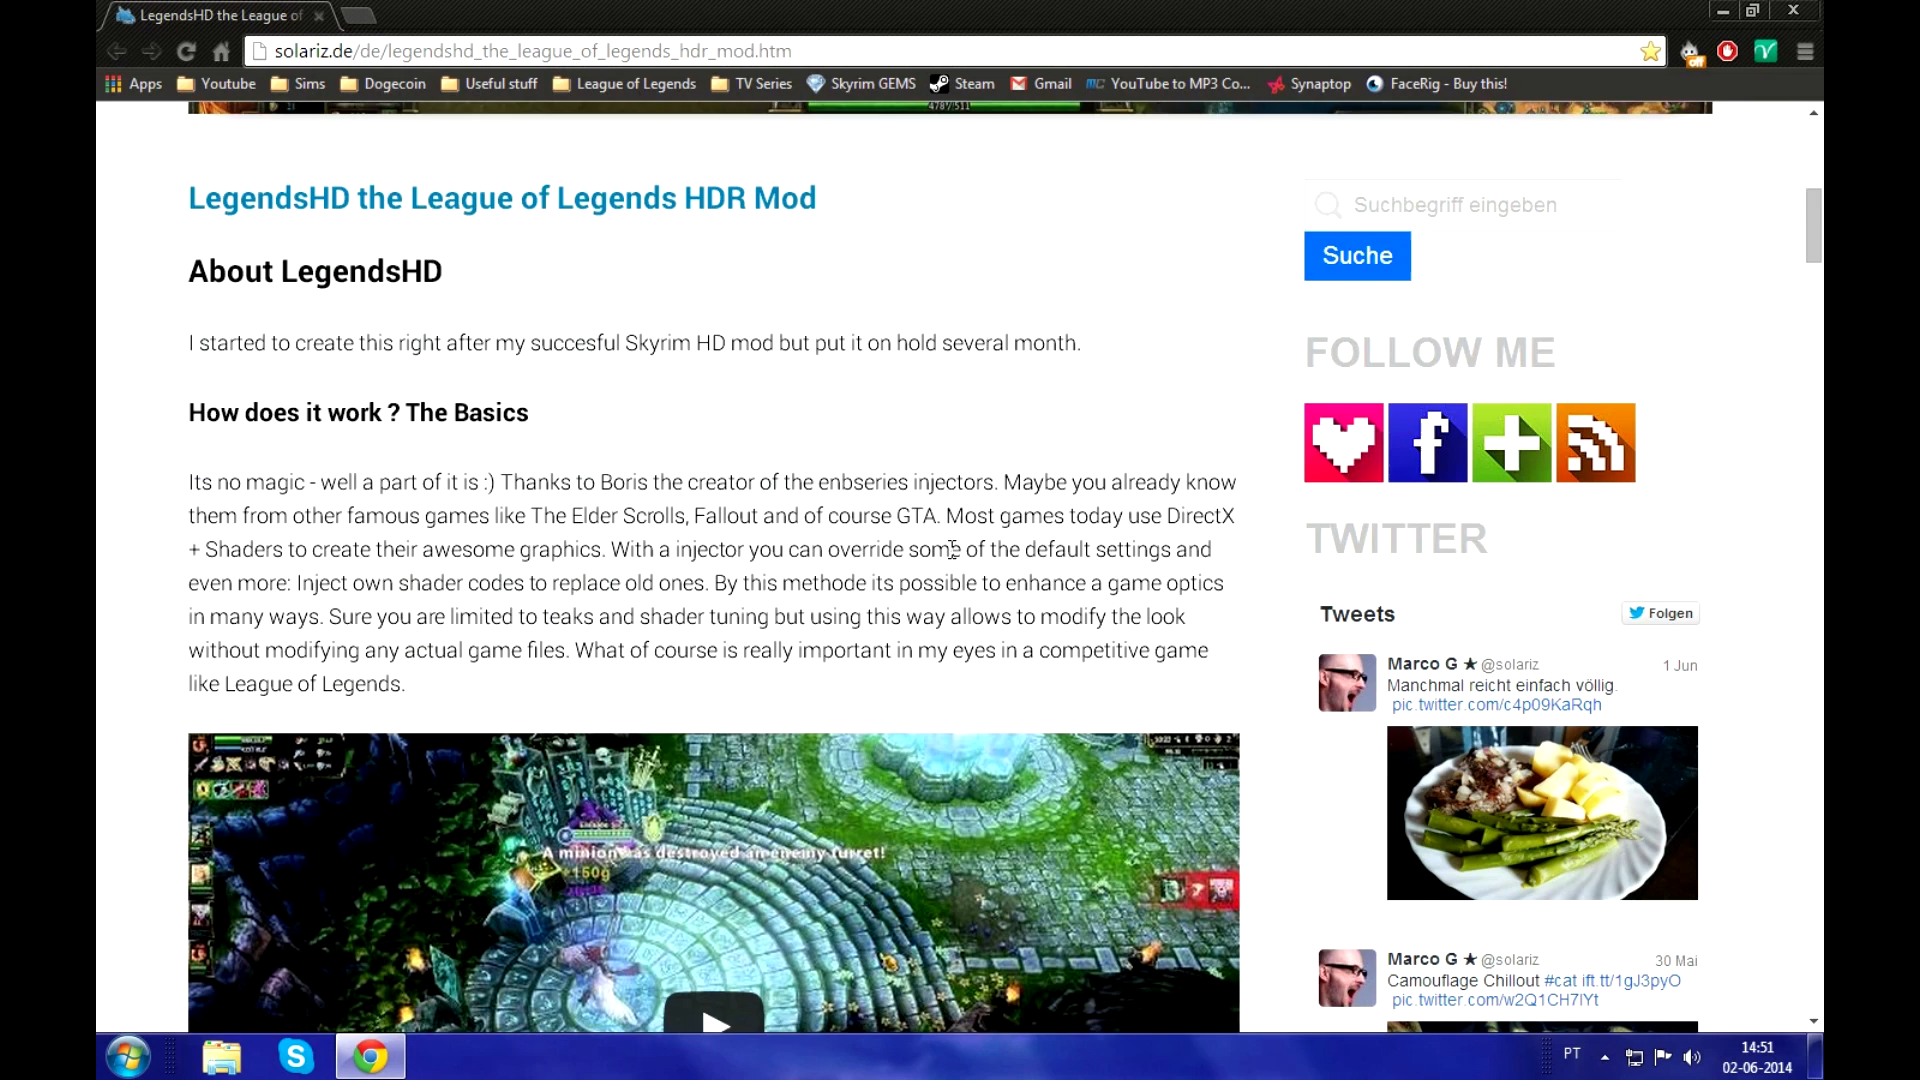 LegendsHD the League of
solariz.de/de/legendshd_the_league_of_legends_hdr_mod.htm
off
Apps Youtube Sims Dogecoin Useful stuff League of Legends TV Series Skyrim GEMS Steam Gmail YouTube to MP3 Co... Synaptop FaceRig - Buy this!
LegendsHD the League of Legends HDR Mod
About LegendsHD
I started to create this right after my succesful Skyrim HD mod but put it on hold several month.
How does it work ? The Basics
Its no magic - well a part of it is :) Thanks to Boris the creator of the enbseries injectors. Maybe you already know
them from other famous games like The Elder Scrolls, Fallout and of course GTA. Most games today use DirectX
+ Shaders to create their awesome graphics. With a injector you can override some of the default settings and
even more: Inject own shader codes to replace old ones. By this methode its possible to enhance a game optics
in many ways. Sure you are limited to teaks and shader tuning but using this way allows to modify the look
without modifying any actual game files. What of course is really important in my eyes in a competitive game
like League of Legends.
A minion has destroyed an enemy turret!
+150g
Suchbegriff eingeben
Suche
FOLLOW ME
TWITTER
Tweets
Folgen
Marco G ★ @solariz 1 Jun
Manchmal reicht einfach völlig.
pic.twitter.com/c4p09KaRqh
Marco G ★ @solariz 30 Mai
Camouflage Chillout #cat ift.tt/1gJ3pyO
pic.twitter.com/w2Q1CH7IYt
PT
14:51
02-06-2014